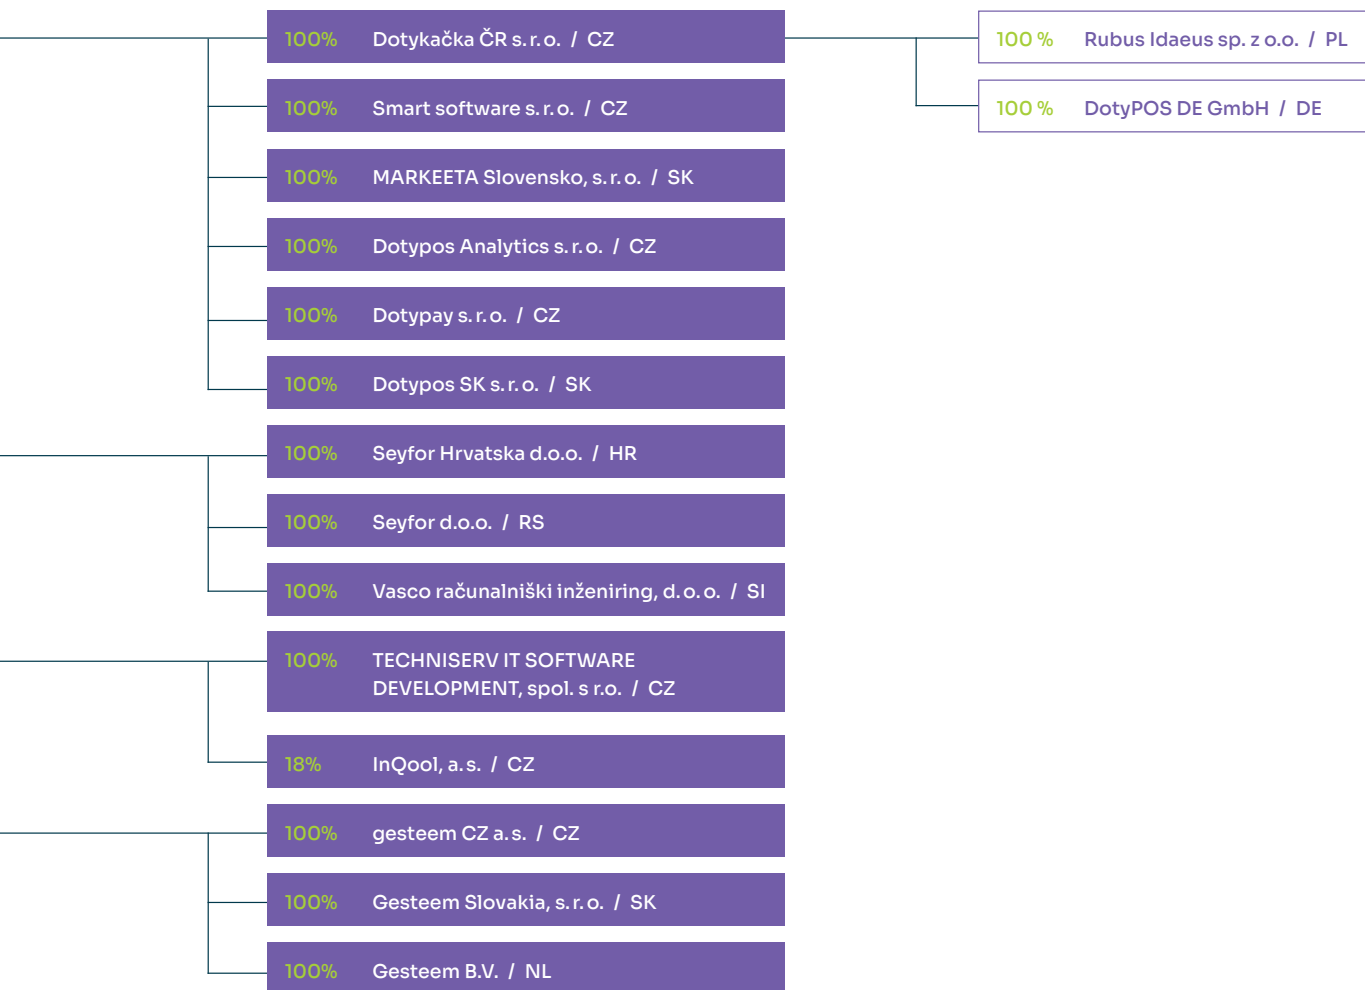 100% Dotykačka ČR s. r. o. / CZ
100 % Rubus Idaeus sp. z o.o. / PL
100% Smart software s. r. o. / CZ
100 % DotyPOS DE GmbH / DE
100% MARKEETA Slovensko, s. r. o. / SK
100% Dotypos Analytics s. r. o. / CZ
100% Dotypay s. r. o. / CZ
100% Dotypos SK s. r. o. / SK
100% Seyfor Hrvatska d.o.o. / HR
100% Seyfor d.o.o. / RS
100% Vasco računalniški inženiring, d. o. o. / SI
100% TECHNISERV IT SOFTWARE
DEVELOPMENT, spol. s r.o. / CZ
18% InQool, a. s. / CZ
100% gesteem CZ a. s. / CZ
100% Gesteem Slovakia, s. r. o. / SK
100% Gesteem B.V. / NL